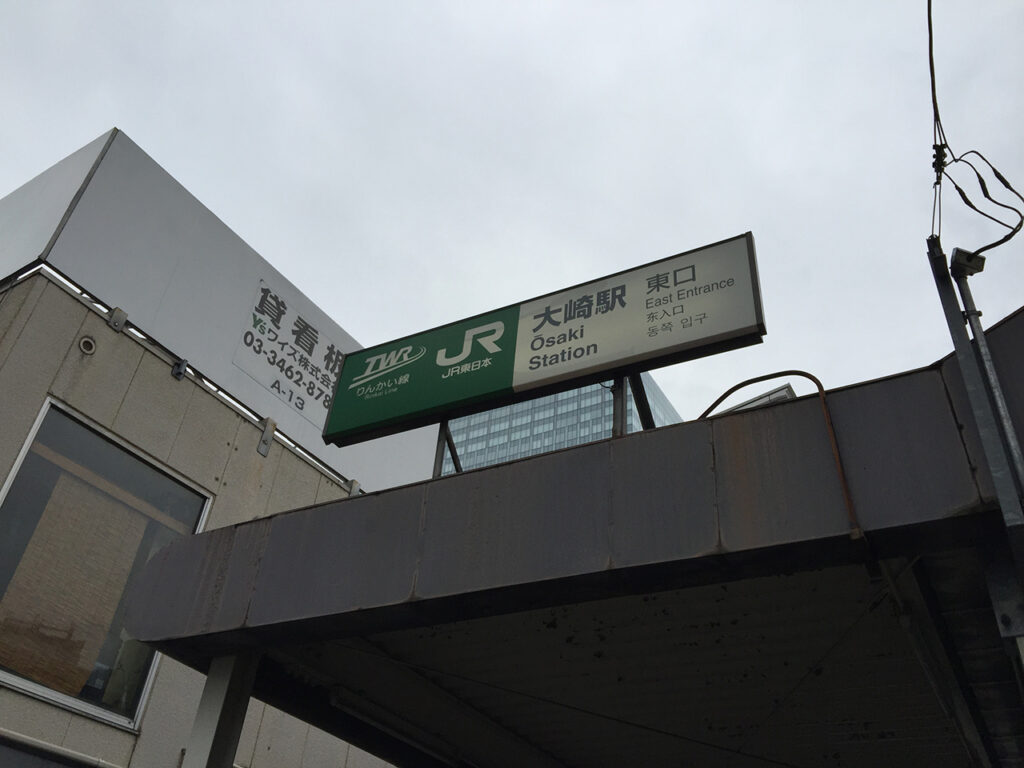 貸看板
Y'sワイズ株式会
03-3462-878
A-13
TWR
りんかい線
Rinkai Line
JR
JR東日本
大崎駅
Ōsaki
Station
東口
East Entrance
东入口
동쪽 입구